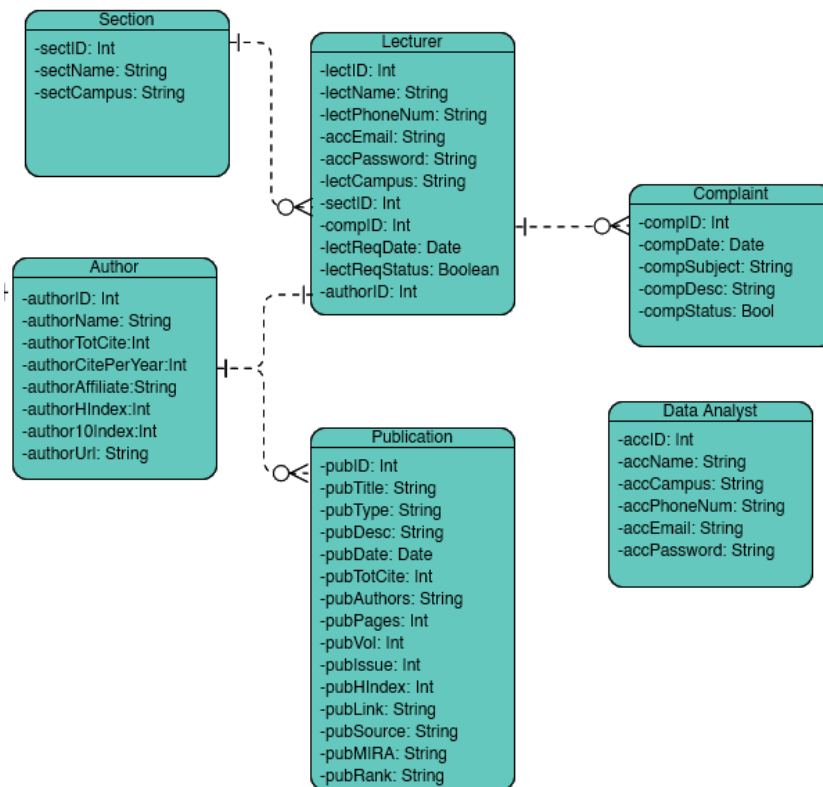 Section
-sectID: Int
-sectName: String
-sectCampus: String
Lecturer
-lectID: Int
-lectName: String
-lectPhoneNum: String
-accEmail: String
-accPassword: String
-lectCampus: String
-sectID: Int
-compID: Int
-lectReqDate: Date
-lectReqStatus: Boolean
-authorID: Int
Complaint
-compID: Int
-compDate: Date
-compSubject: String
-compDesc: String
-compStatus: Bool
Author
-authorID: Int
-authorName: String
-authorTotCite:Int
-authorCitePerYear:Int
-authorAffiliate:String
-authorHIndex:Int
-author10Index:Int
-authorUrl: String
Publication
-pubID: Int
-pubTitle: String
-pubType: String
-pubDesc: String
-pubDate: Date
-pubTotCite: Int
-pubAuthors: String
-pubPages: Int
-pubVol: Int
-pubIssue: Int
-pubHIndex: Int
-pubLink: String
-pubSource: String
-pubMIRA: String
-pubRank: String
Data Analyst
-accID: Int
-accName: String
-accCampus: String
-accPhoneNum: String
-accEmail: String
-accPassword: String